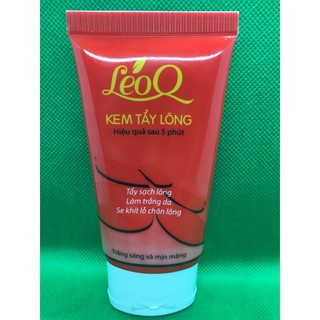 LéoQ
KEM TẨY LÔNG
Hiệu quả sau 5 phút
Tẩy sạch lông
Làm trắng da
Se khít lỗ chân lông
Trắng sáng và mịn màng